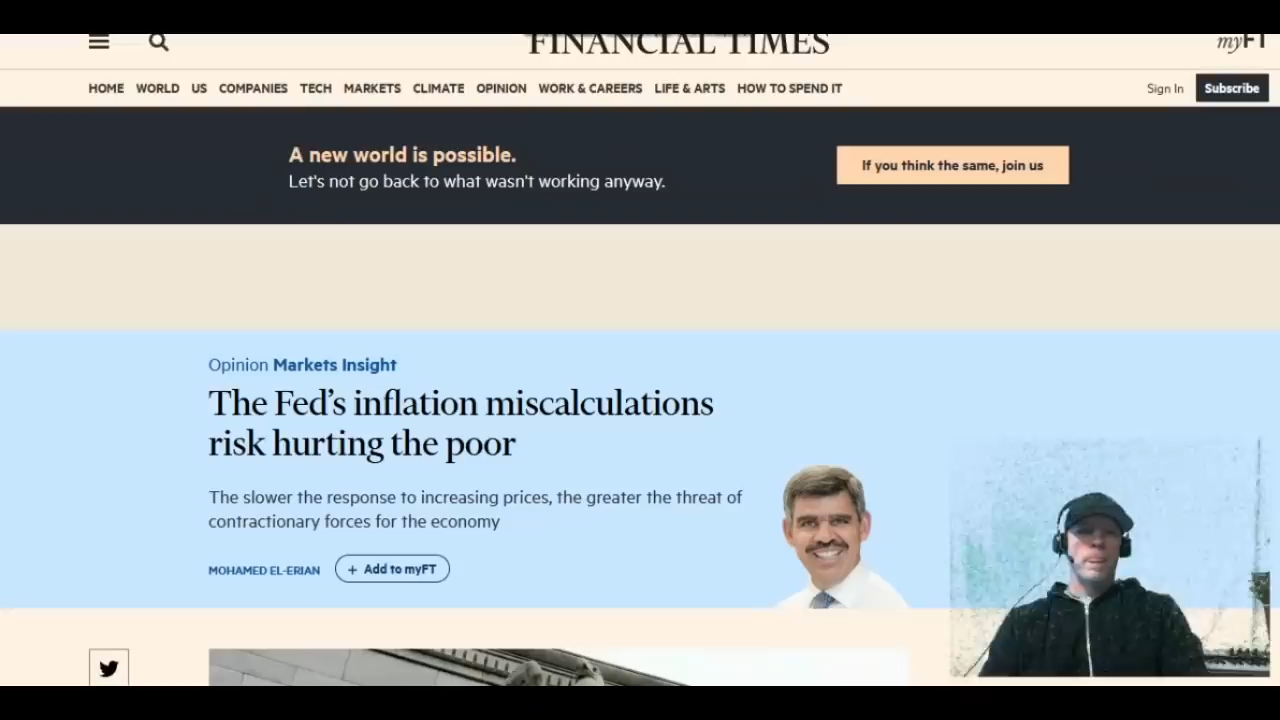 FINANCIAL TIMES
myFT
HOME WORLD US COMPANIES TECH MARKETS CLIMATE OPINION WORK & CAREERS LIFE & ARTS HOW TO SPEND IT
Sign In Subscribe
A new world is possible.
Let's not go back to what wasn't working anyway.
If you think the same, join us
Opinion Markets Insight
The Fed's inflation miscalculations
risk hurting the poor
The slower the response to increasing prices, the greater the threat of
contractionary forces for the economy
MOHAMED EL-ERIAN + Add to myFT